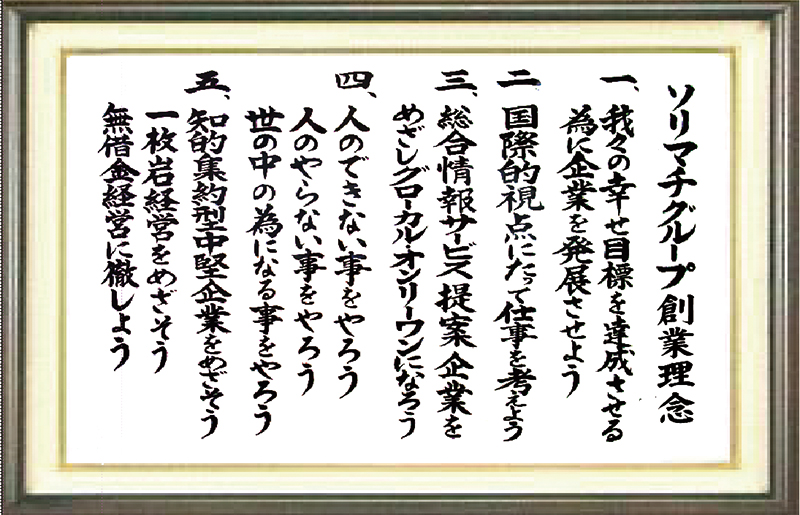 ソリマチグループ創業理念
一、我々の幸せ目標を達成させる
為に企業を発展させよう
二、国際的視点にたって仕事を考えよう
三、総合情報サービス提案企業を
めざしグローカル・オンリーワンになろう
四、人のできない事をやろう
人のやらない事をやろう
世の中の為になる事をやろう
五、知的集約型中堅企業をめざそう
一枚岩経営をめざそう
無借金経営に徹しよう